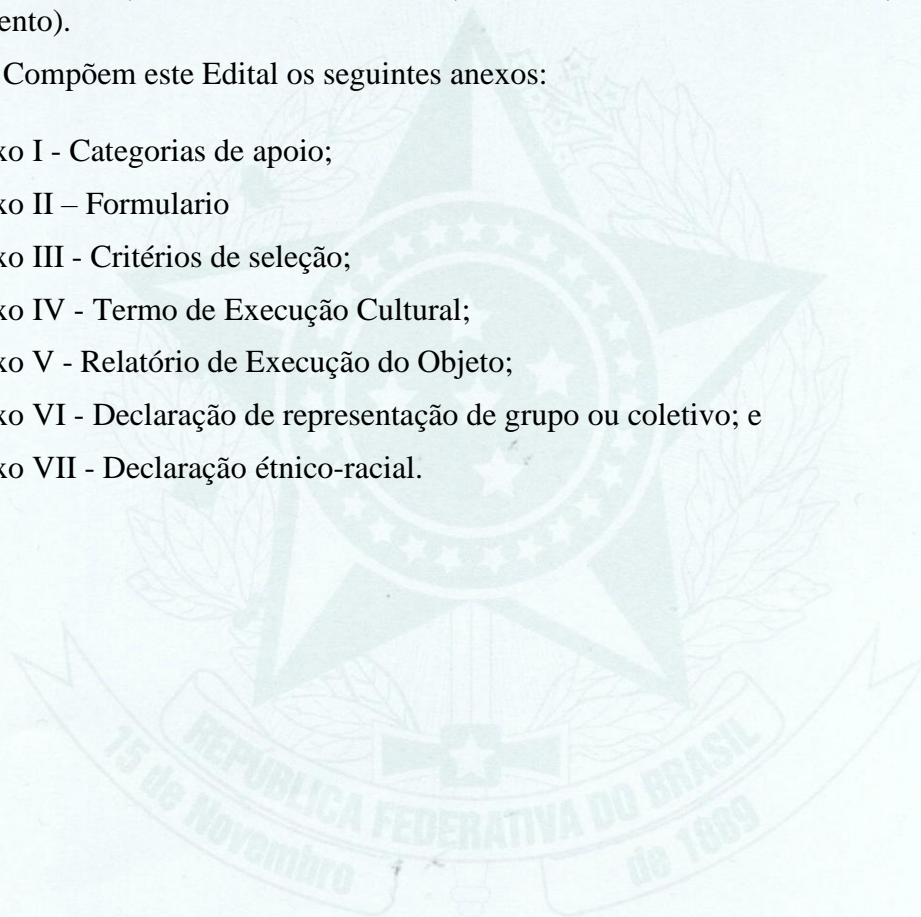 ento).
Compõem este Edital os seguintes anexos:
xo I - Categorias de apoio;
xo II – Formulario
xo III - Critérios de seleção;
xo IV - Termo de Execução Cultural;
xo V - Relatório de Execução do Objeto;
xo VI - Declaração de representação de grupo ou coletivo; e
xo VII - Declaração étnico-racial.
REPÚBLICA FEDERATIVA DO BRASIL
15 de Novembro
de 1889